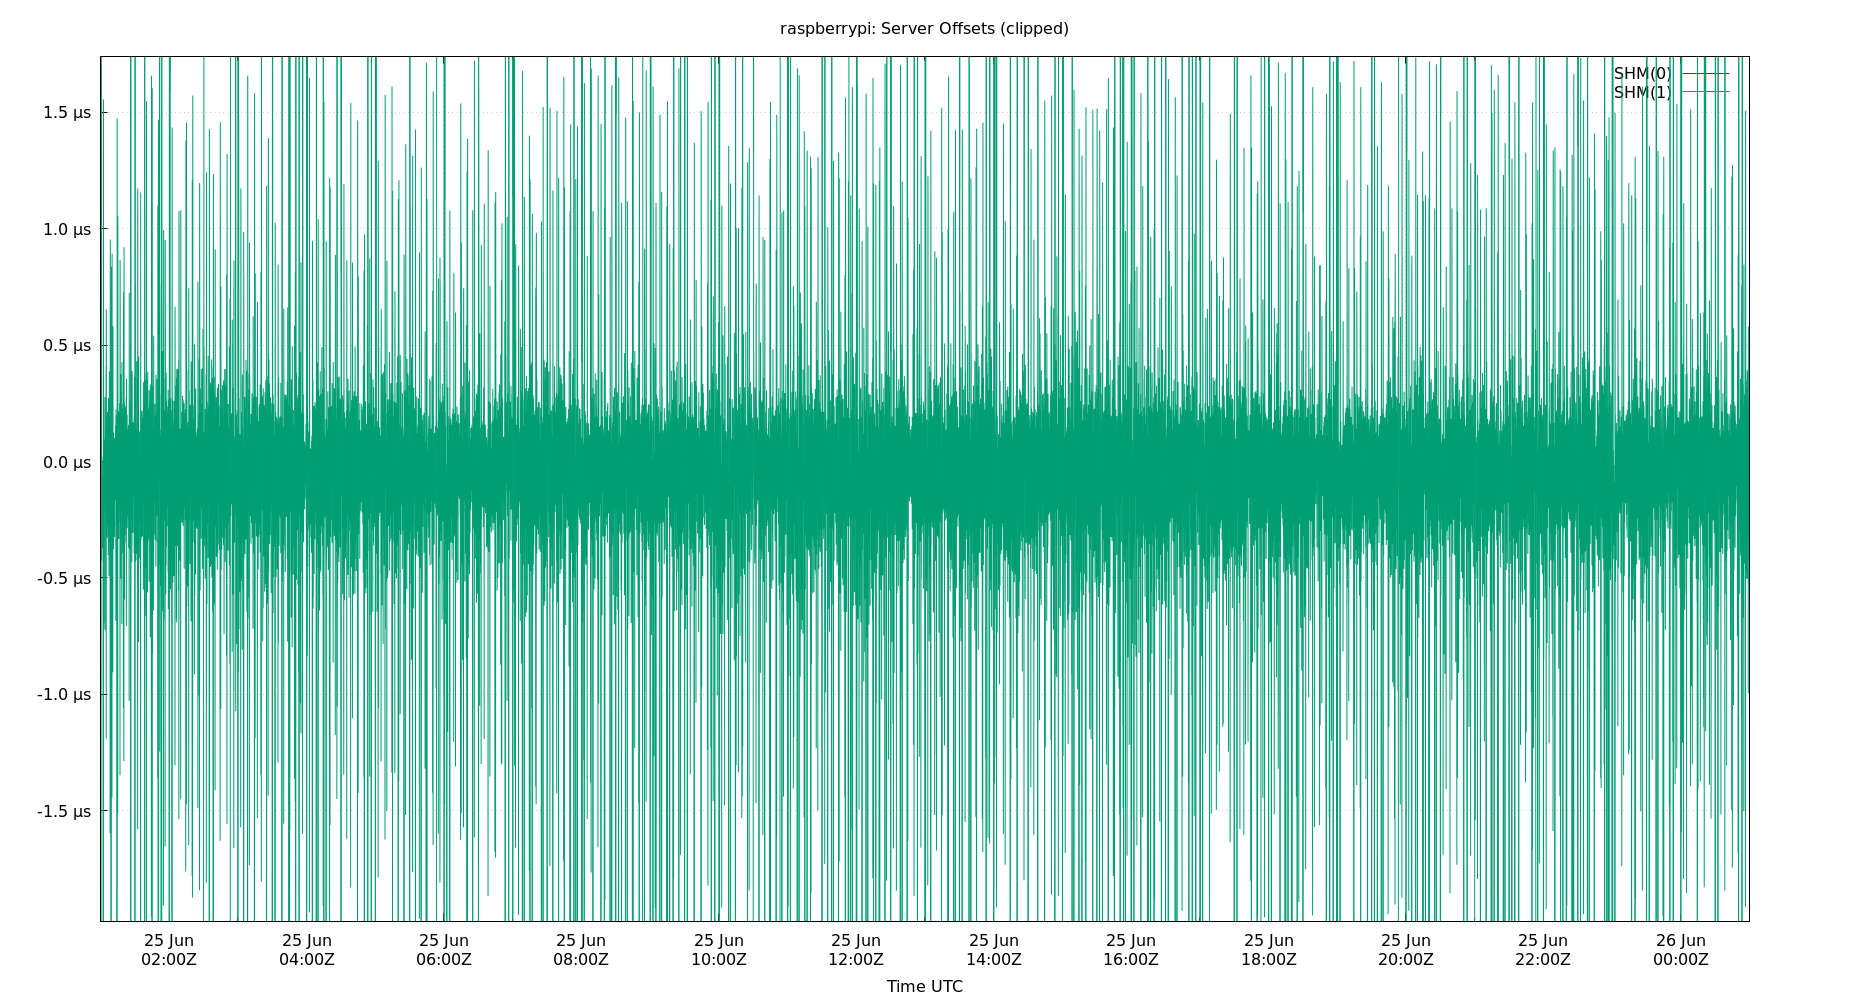 raspberrypi: Server Offsets (clipped)
SHM(0)
SHM(1)
1.5 µs
1.0 µs
0.5 µs
0.0 µs
-0.5 µs
-1.0 µs
-1.5 µs
25 Jun 25 Jun 25 Jun 25 Jun 25 Jun 25 Jun 25 Jun 25 Jun 25 Jun 25 Jun 25 Jun 26 Jun
02:00Z 04:00Z 06:00Z 08:00Z 10:00Z 12:00Z 14:00Z 16:00Z 18:00Z 20:00Z 22:00Z 00:00Z
Time UTC